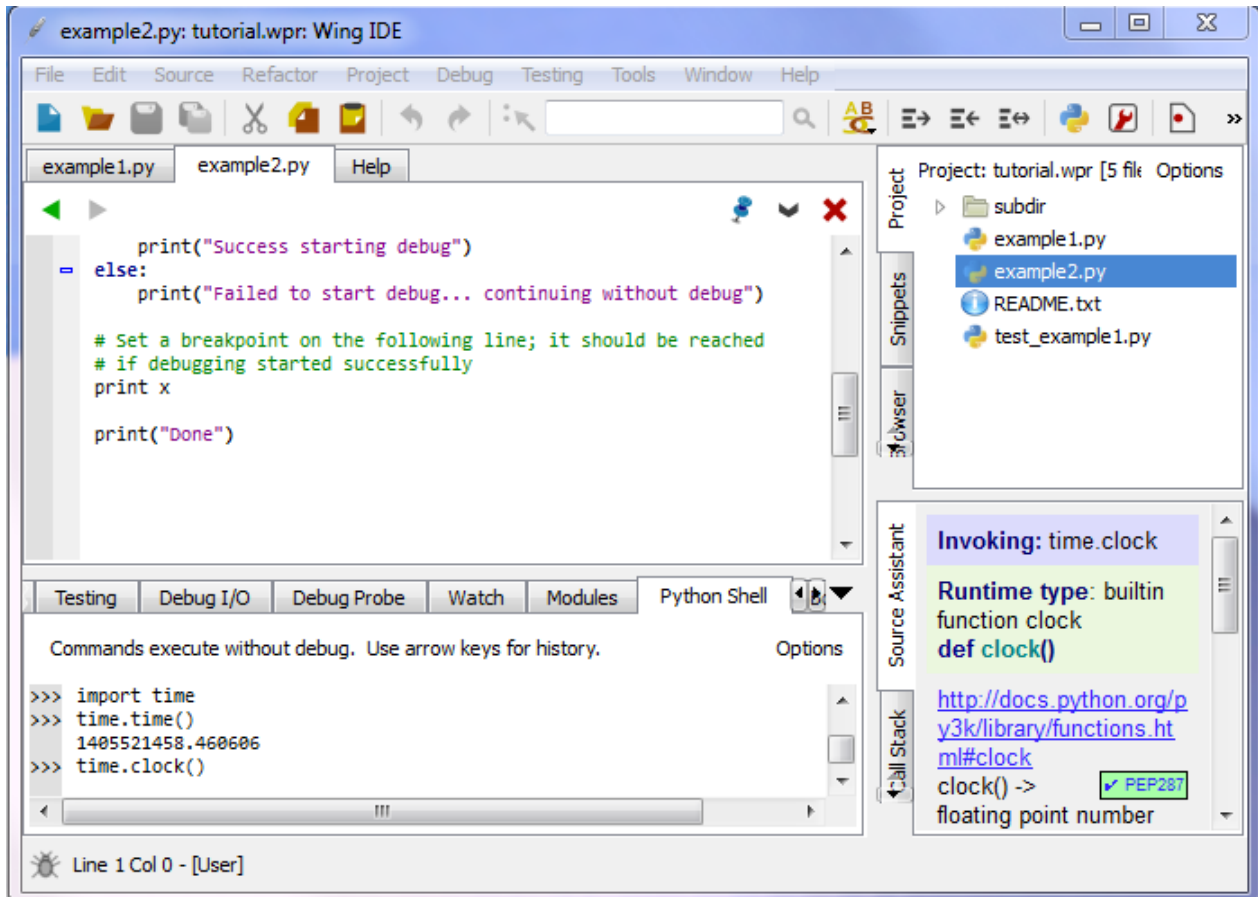 example2.py: tutorial.wpr: Wing IDE
File Edit Source Refactor Project Debug Testing Tools Window Help
example1.py example2.py Help
print("Success starting debug")
else:
print("Failed to start debug... continuing without debug")
# Set a breakpoint on the following line; it should be reached
# if debugging started successfully
print x
print("Done")
Project
Snippets
Project: tutorial.wpr [5 file Options
subdir
example1.py
example2.py
README.txt
test_example1.py
Testing Debug I/O Debug Probe Watch Modules Python Shell
Commands execute without debug. Use arrow keys for history. Options
>>> import time
>>> time.time()
1405521458.460606
>>> time.clock()
Source Assistant
Call Stack
Invoking: time.clock
Runtime type: builtin
function clock
def clock()
http://docs.python.org/p
y3k/library/functions.ht
ml#clock
clock() -> PEP287
floating point number
Line 1 Col 0 - [User]